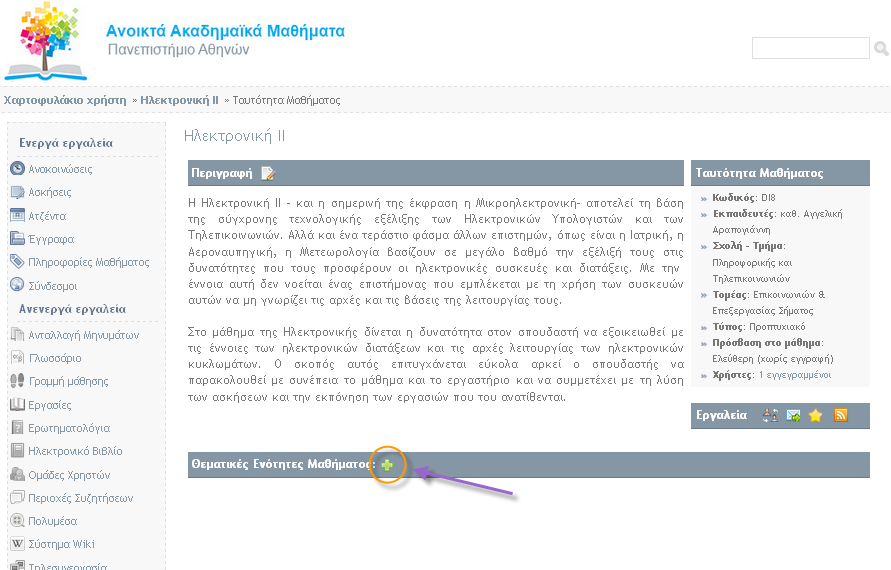 Ανοικτά Ακαδημαϊκά Μαθήματα
Πανεπιστήμιο Αθηνών
Χαρτοφυλάκιο χρήστη » Ηλεκτρονική ΙΙ » Ταυτότητα Μαθήματος
Ενεργά εργαλεία
Ανακοινώσεις
Ασκήσεις
Ατζέντα
Έγγραφα
Πληροφορίες Μαθήματος
Σύνδεσμοι
Ανενεργά εργαλεία
Ανταλλαγή Μηνυμάτων
Γλωσσάριο
Γραμμή μάθησης
Εργασίες
Ερωτηματολόγια
Ηλεκτρονικό Βιβλίο
Ομάδες Χρηστών
Περιοχές Συζητήσεων
Πολυμέσα
Σύστημα Wiki
Τηλεσυνεργασία
Ηλεκτρονική ΙΙ
Περιγραφή
Η Ηλεκτρονική ΙΙ - και η σημερινή της έκφραση η Μικροηλεκτρονική- αποτελεί τη βάση
της σύγχρονης τεχνολογικής εξέλιξης των Ηλεκτρονικών Υπολογιστών και των
Τηλεπικοινωνιών. Αλλά και ένα τεράστιο φάσμα άλλων επιστημών, όπως είναι η Ιατρική, η
Αεροναυπηγική, η Μετεωρολογία βασίζουν σε μεγάλο βαθμό την εξέλιξή τους στις
δυνατότητες που τους προσφέρουν οι ηλεκτρονικές συσκευές και διατάξεις. Με την
έννοια αυτή δεν νοείται ένας επιστήμονας που εμπλέκεται με τη χρήση των συσκευών
αυτών να μη γνωρίζει τις αρχές και τις βάσεις της λειτουργίας τους.
Στο μάθημα της Ηλεκτρονικής δίνεται η δυνατότητα στον σπουδαστή να εξοικειωθεί με
τις έννοιες των ηλεκτρονικών διατάξεων και τις αρχές λειτουργίας των ηλεκτρονικών
κυκλωμάτων. Ο σκοπός αυτός επιτυγχάνεται εύκολα αρκεί ο σπουδαστής να
παρακολουθεί με συνέπεια το μάθημα και το εργαστήριο και να συμμετέχει με τη λύση
των ασκήσεων και την εκπόνηση των εργασιών που του ανατίθενται.
Ταυτότητα Μαθήματος
» Κωδικός: DI8
» Εκπαιδευτές: καθ. Αγγελική
Αραπογιάννη
» Σχολή - Τμήμα:
Πληροφορικής και
Τηλεπικοινωνιών
» Τομέας: Επικοινωνιών &
Επεξεργασίας Σήματος
» Τύπος: Προπτυχιακό
» Πρόσβαση στο μάθημα:
Ελεύθερη (χωρίς εγγραφή)
» Χρήστες: 1 εγγεγραμμένοι
Εργαλεία
Θεματικές Ενότητες Μαθήματος: